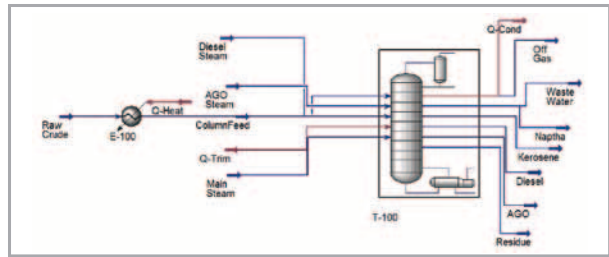 Q-Cond
Off
Gas
Diesel
Steam
AGO
Steam
Waste
Water
Raw
Crude
Q-Heat
E-100
ColumnFeed
Naptha
Kerosene
Q-Trim
Main
Steam
Diesel
T-100
AGO
Residue